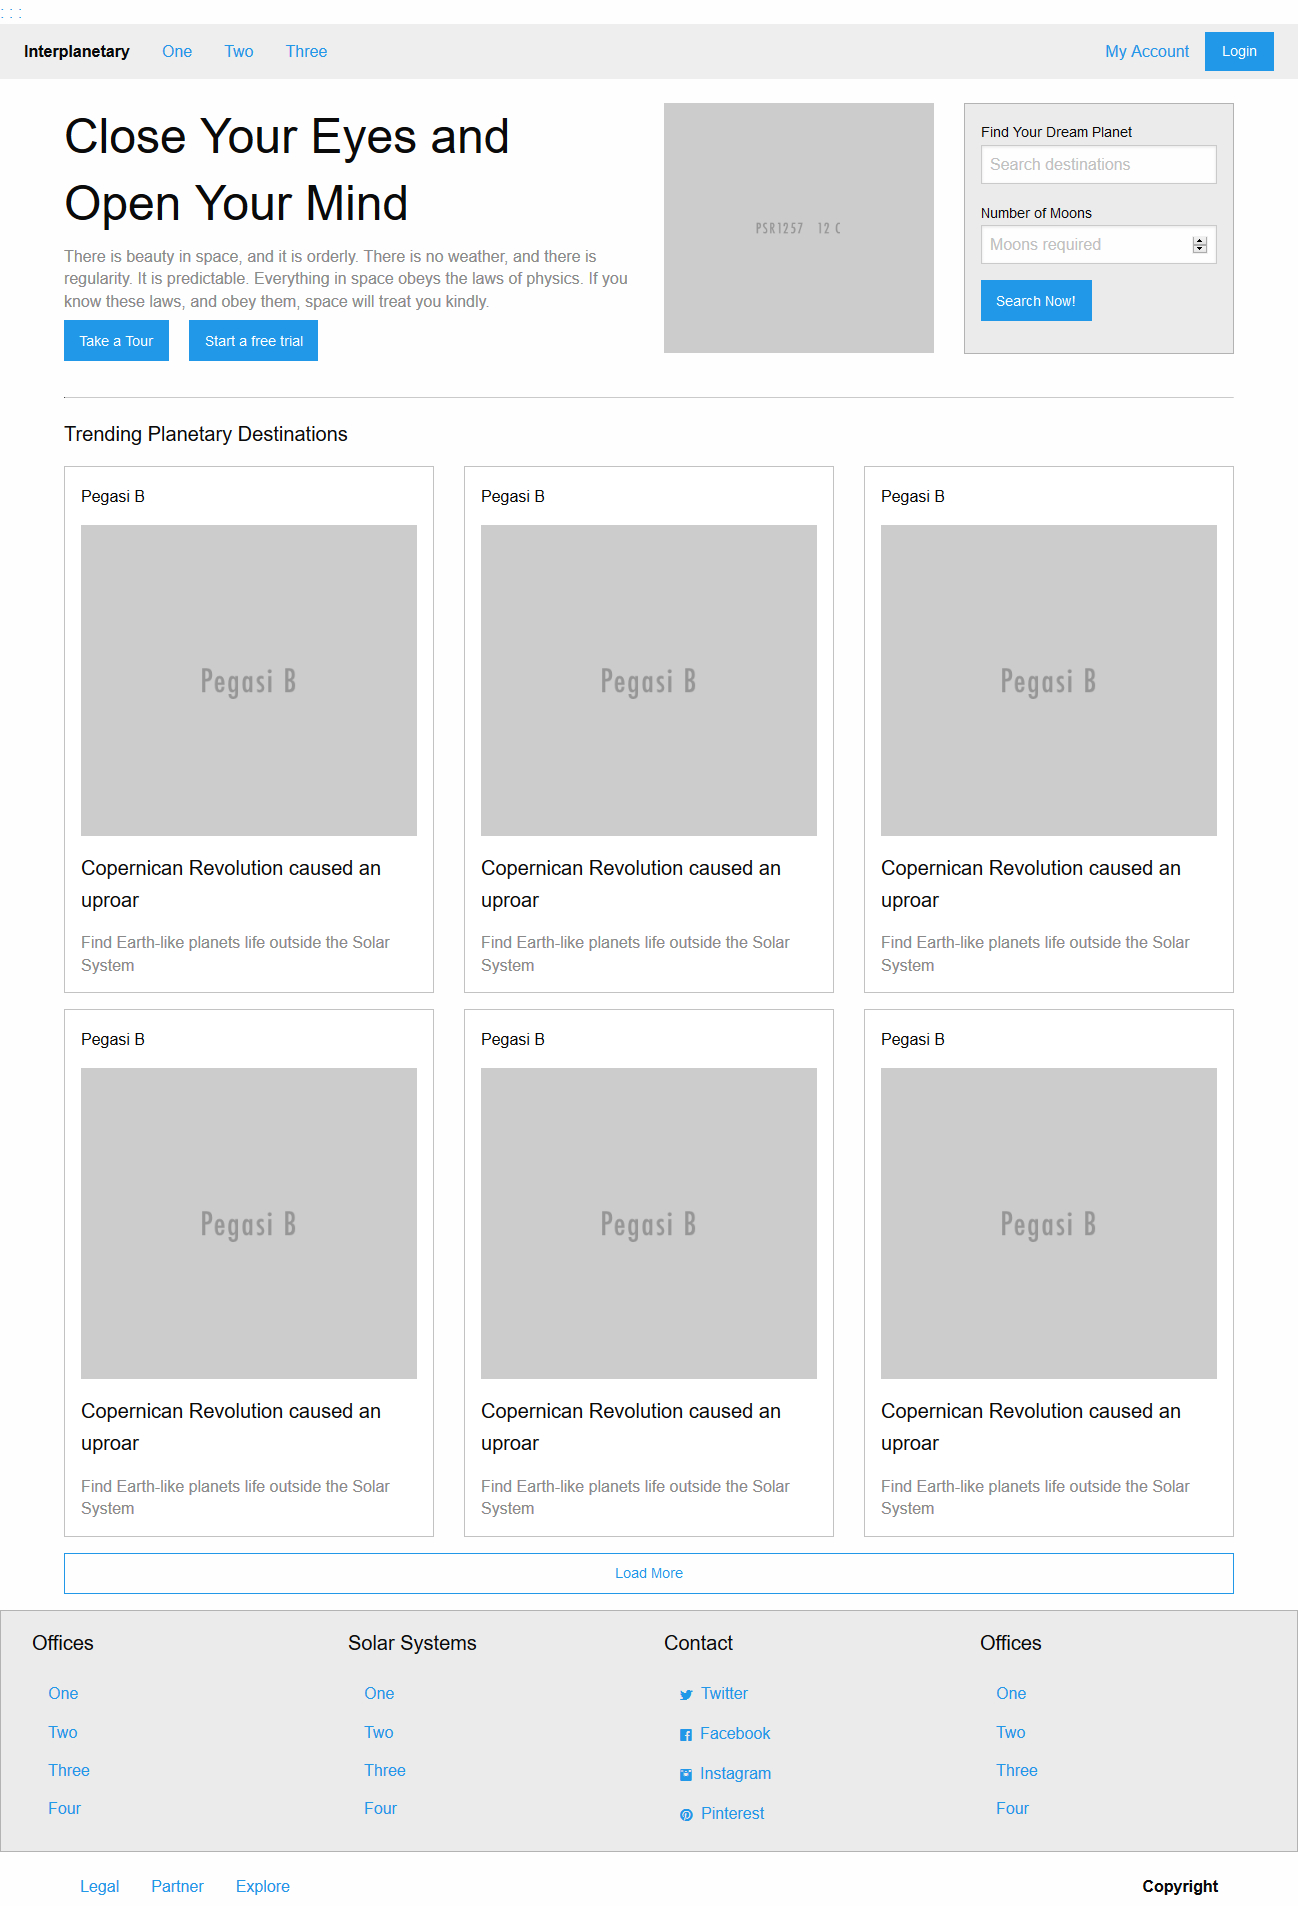 : : :
Interplanetary One Two Three My Account Login
Close Your Eyes and
Open Your Mind
There is beauty in space, and it is orderly. There is no weather, and there is
regularity. It is predictable. Everything in space obeys the laws of physics. If you
know these laws, and obey them, space will treat you kindly.
Take a Tour Start a free trial
PSR1257 12 C
Find Your Dream Planet
Search destinations
Number of Moons
Moons required
Search Now!
Trending Planetary Destinations
Pegasi B
Pegasi B
Copernican Revolution caused an
uproar
Find Earth-like planets life outside the Solar
System
Pegasi B
Pegasi B
Copernican Revolution caused an
uproar
Find Earth-like planets life outside the Solar
System
Pegasi B
Pegasi B
Copernican Revolution caused an
uproar
Find Earth-like planets life outside the Solar
System
Pegasi B
Pegasi B
Copernican Revolution caused an
uproar
Find Earth-like planets life outside the Solar
System
Pegasi B
Pegasi B
Copernican Revolution caused an
uproar
Find Earth-like planets life outside the Solar
System
Pegasi B
Pegasi B
Copernican Revolution caused an
uproar
Find Earth-like planets life outside the Solar
System
Load More
Offices
One
Two
Three
Four
Solar Systems
One
Two
Three
Four
Contact
Twitter
Facebook
Instagram
Pinterest
Offices
One
Two
Three
Four
Legal Partner Explore Copyright